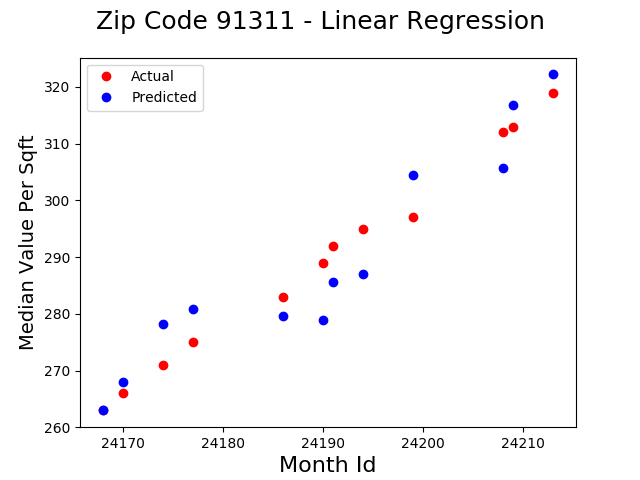 Zip Code 91311 - Linear Regression
Actual
Predicted
Median Value Per Sqft
320
310
300
290
280
270
260
24170 24180 24190 24200 24210
Month Id